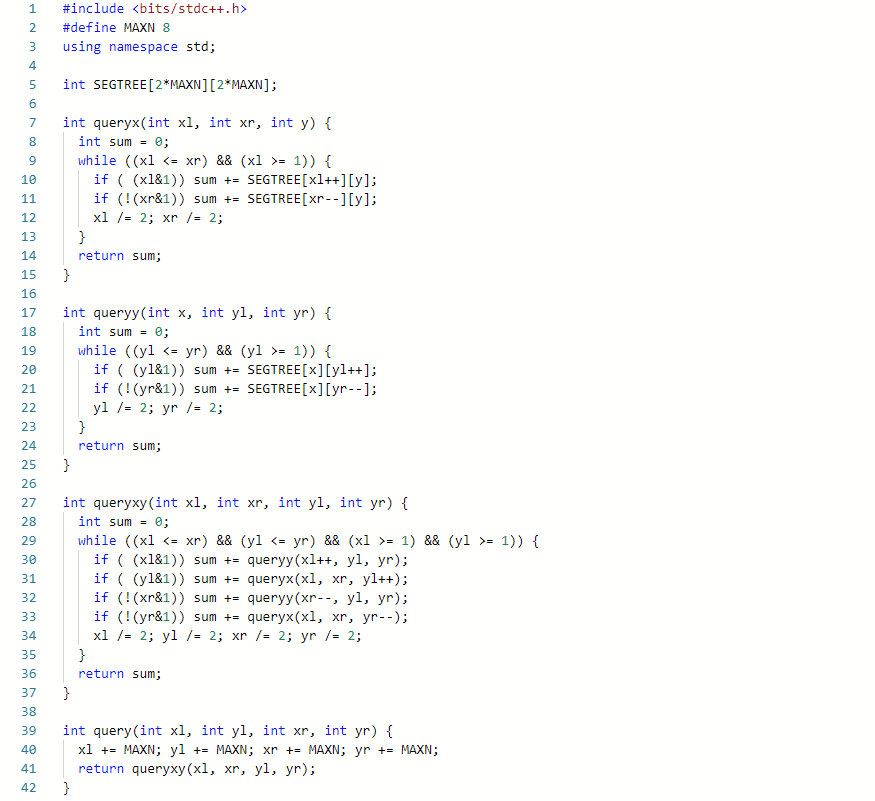 1 #include <bits/stdc++.h>
2 #define MAXN 8
3 using namespace std;
4
5 int SEGTREE[2*MAXN][2*MAXN];
6
7 int queryx(int xl, int xr, int y) {
8   int sum = 0;
9   while ((xl <= xr) && (xl >= 1)) {
10     if ( (xl&1)) sum += SEGTREE[xl++][y];
11     if (!(xr&1)) sum += SEGTREE[xr--][y];
12     xl /= 2; xr /= 2;
13   }
14   return sum;
15 }
16
17 int queryy(int x, int yl, int yr) {
18   int sum = 0;
19   while ((yl <= yr) && (yl >= 1)) {
20     if ( (yl&1)) sum += SEGTREE[x][yl++];
21     if (!(yr&1)) sum += SEGTREE[x][yr--];
22     yl /= 2; yr /= 2;
23   }
24   return sum;
25 }
26
27 int queryxy(int xl, int xr, int yl, int yr) {
28   int sum = 0;
29   while ((xl <= xr) && (yl <= yr) && (xl >= 1) && (yl >= 1)) {
30     if ( (xl&1)) sum += queryy(xl++, yl, yr);
31     if ( (yl&1)) sum += queryx(xl, xr, yl++);
32     if (!(xr&1)) sum += queryy(xr--, yl, yr);
33     if (!(yr&1)) sum += queryx(xl, xr, yr--);
34     xl /= 2; yl /= 2; xr /= 2; yr /= 2;
35   }
36   return sum;
37 }
38
39 int query(int xl, int yl, int xr, int yr) {
40   xl += MAXN; yl += MAXN; xr += MAXN; yr += MAXN;
41   return queryxy(xl, xr, yl, yr);
42 }